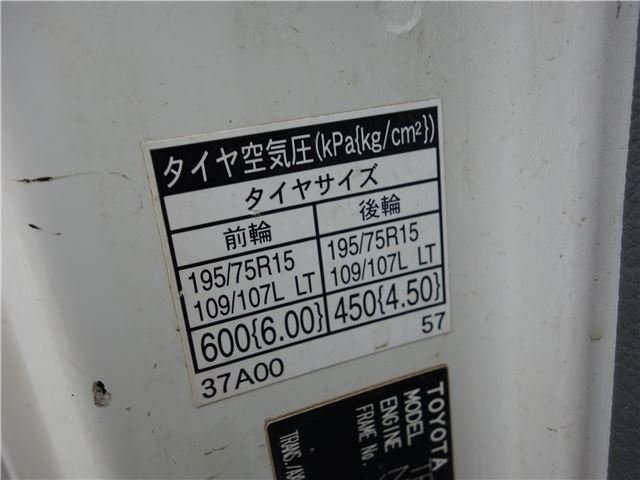 タイヤ空気圧(kPa{kg/cm²})
タイヤサイズ
前輪 後輪
195/75R15 195/75R15
109/107L LT 109/107L LT
600{6.00} 450{4.50}
37A00 57
TOYOTA
MODEL
ENGINE
FRAME No.